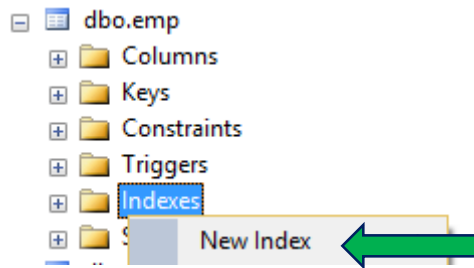 dbo.emp
Columns
Keys
Constraints
Triggers
Indexes
New Index